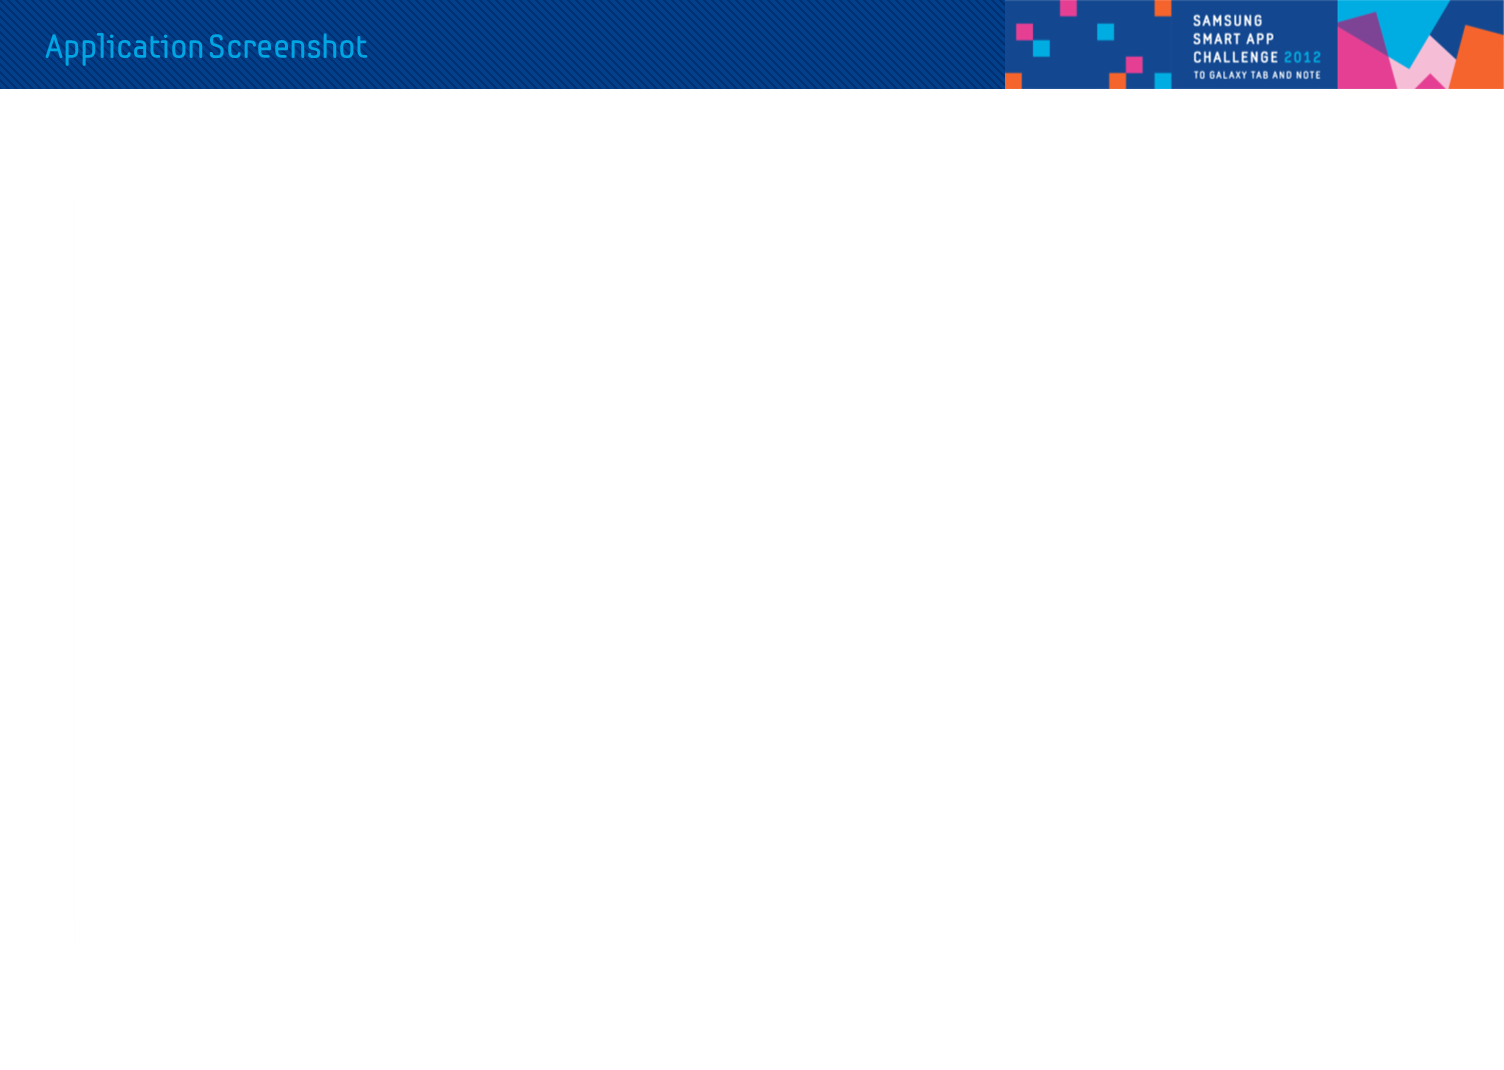 Application Screenshot
SAMSUNG
SMART APP
CHALLENGE 2012
TO GALAXY TAB AND NOTE